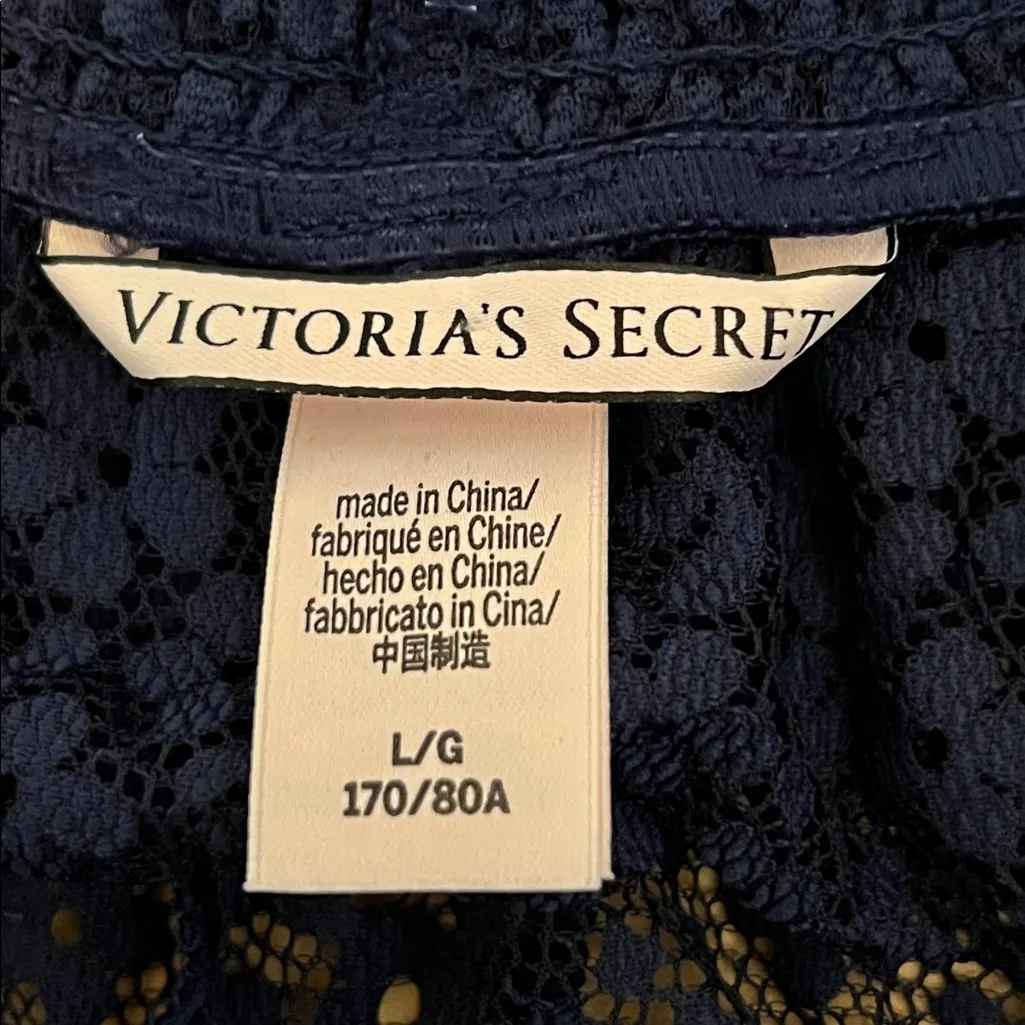 VICTORIA'S SECRET
made in China/
fabriqué en Chine/
hecho en China/
fabbricato in Cina/
中国制造
L/G
170/80A